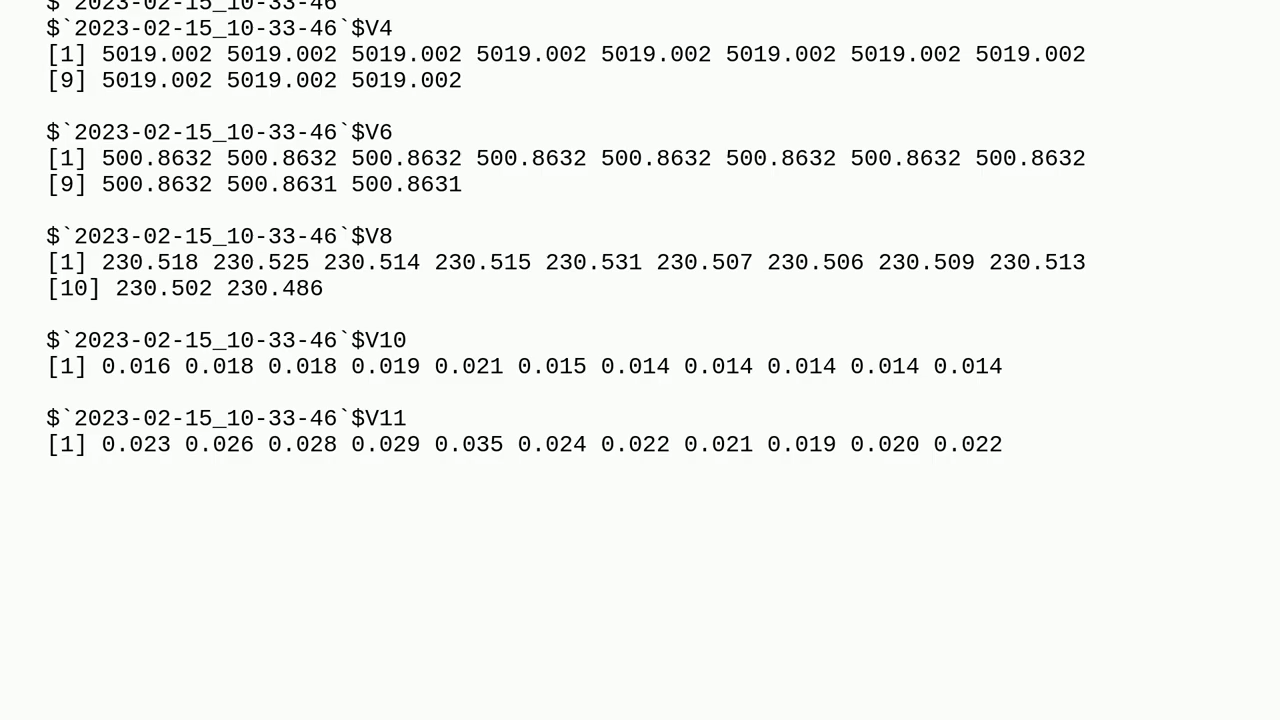 $`2023-02-15_10-33-46`
$`2023-02-15_10-33-46`$V4
[1] 5019.002 5019.002 5019.002 5019.002 5019.002 5019.002 5019.002 5019.002
[9] 5019.002 5019.002 5019.002
$`2023-02-15_10-33-46`$V6
[1] 500.8632 500.8632 500.8632 500.8632 500.8632 500.8632 500.8632 500.8632
[9] 500.8632 500.8631 500.8631
$`2023-02-15_10-33-46`$V8
[1] 230.518 230.525 230.514 230.515 230.531 230.507 230.506 230.509 230.513
[10] 230.502 230.486
$`2023-02-15_10-33-46`$V10
[1] 0.016 0.018 0.018 0.019 0.021 0.015 0.014 0.014 0.014 0.014 0.014
$`2023-02-15_10-33-46`$V11
[1] 0.023 0.026 0.028 0.029 0.035 0.024 0.022 0.021 0.019 0.020 0.022